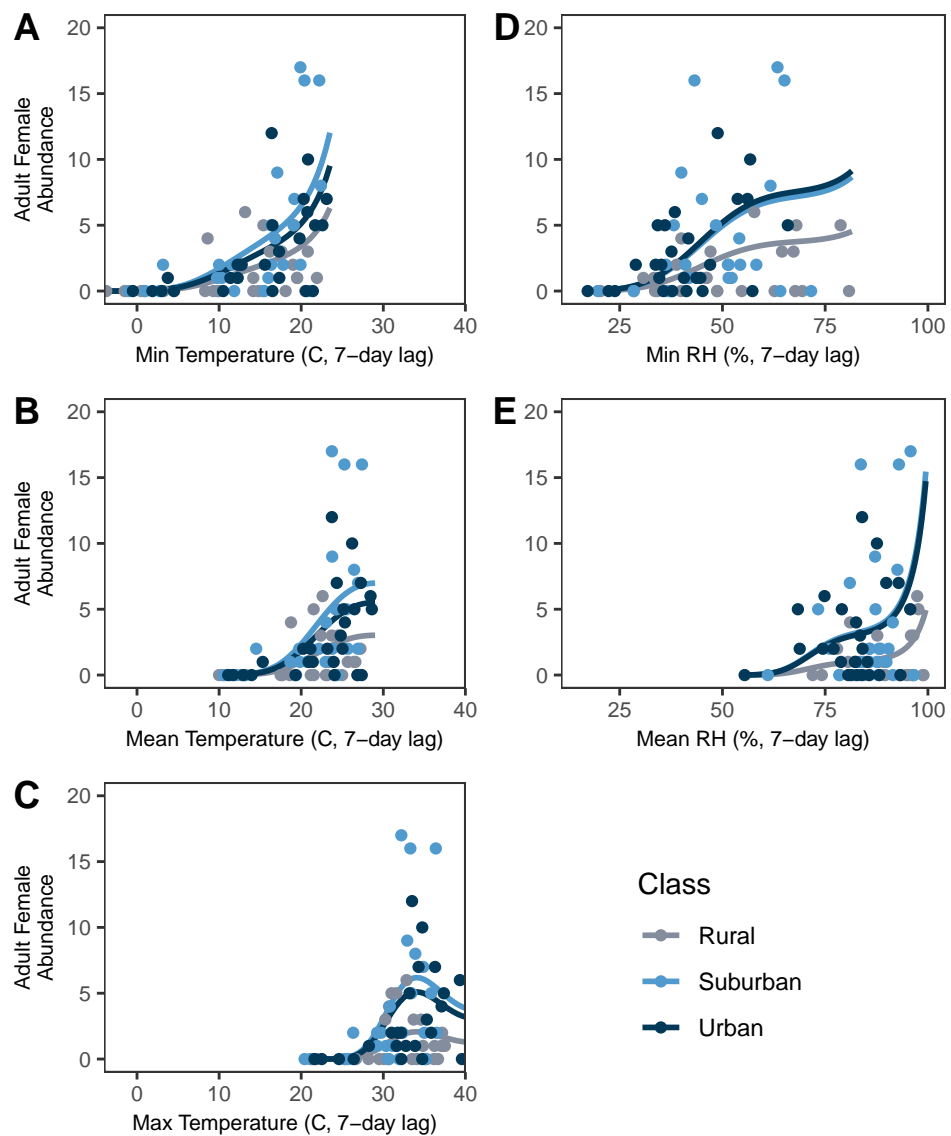 A
20
15
10
5
0
Adult Female
Abundance
0 10 20 30 40
Min Temperature (C, 7−day lag)
D
20
15
10
5
0
25 50 75 100
Min RH (%, 7−day lag)
B
20
15
10
5
0
Adult Female
Abundance
0 10 20 30 40
Mean Temperature (C, 7−day lag)
E
20
15
10
5
0
25 50 75 100
Mean RH (%, 7−day lag)
C
20
15
10
5
0
Adult Female
Abundance
0 10 20 30 40
Max Temperature (C, 7−day lag)
Class
Rural
Suburban
Urban